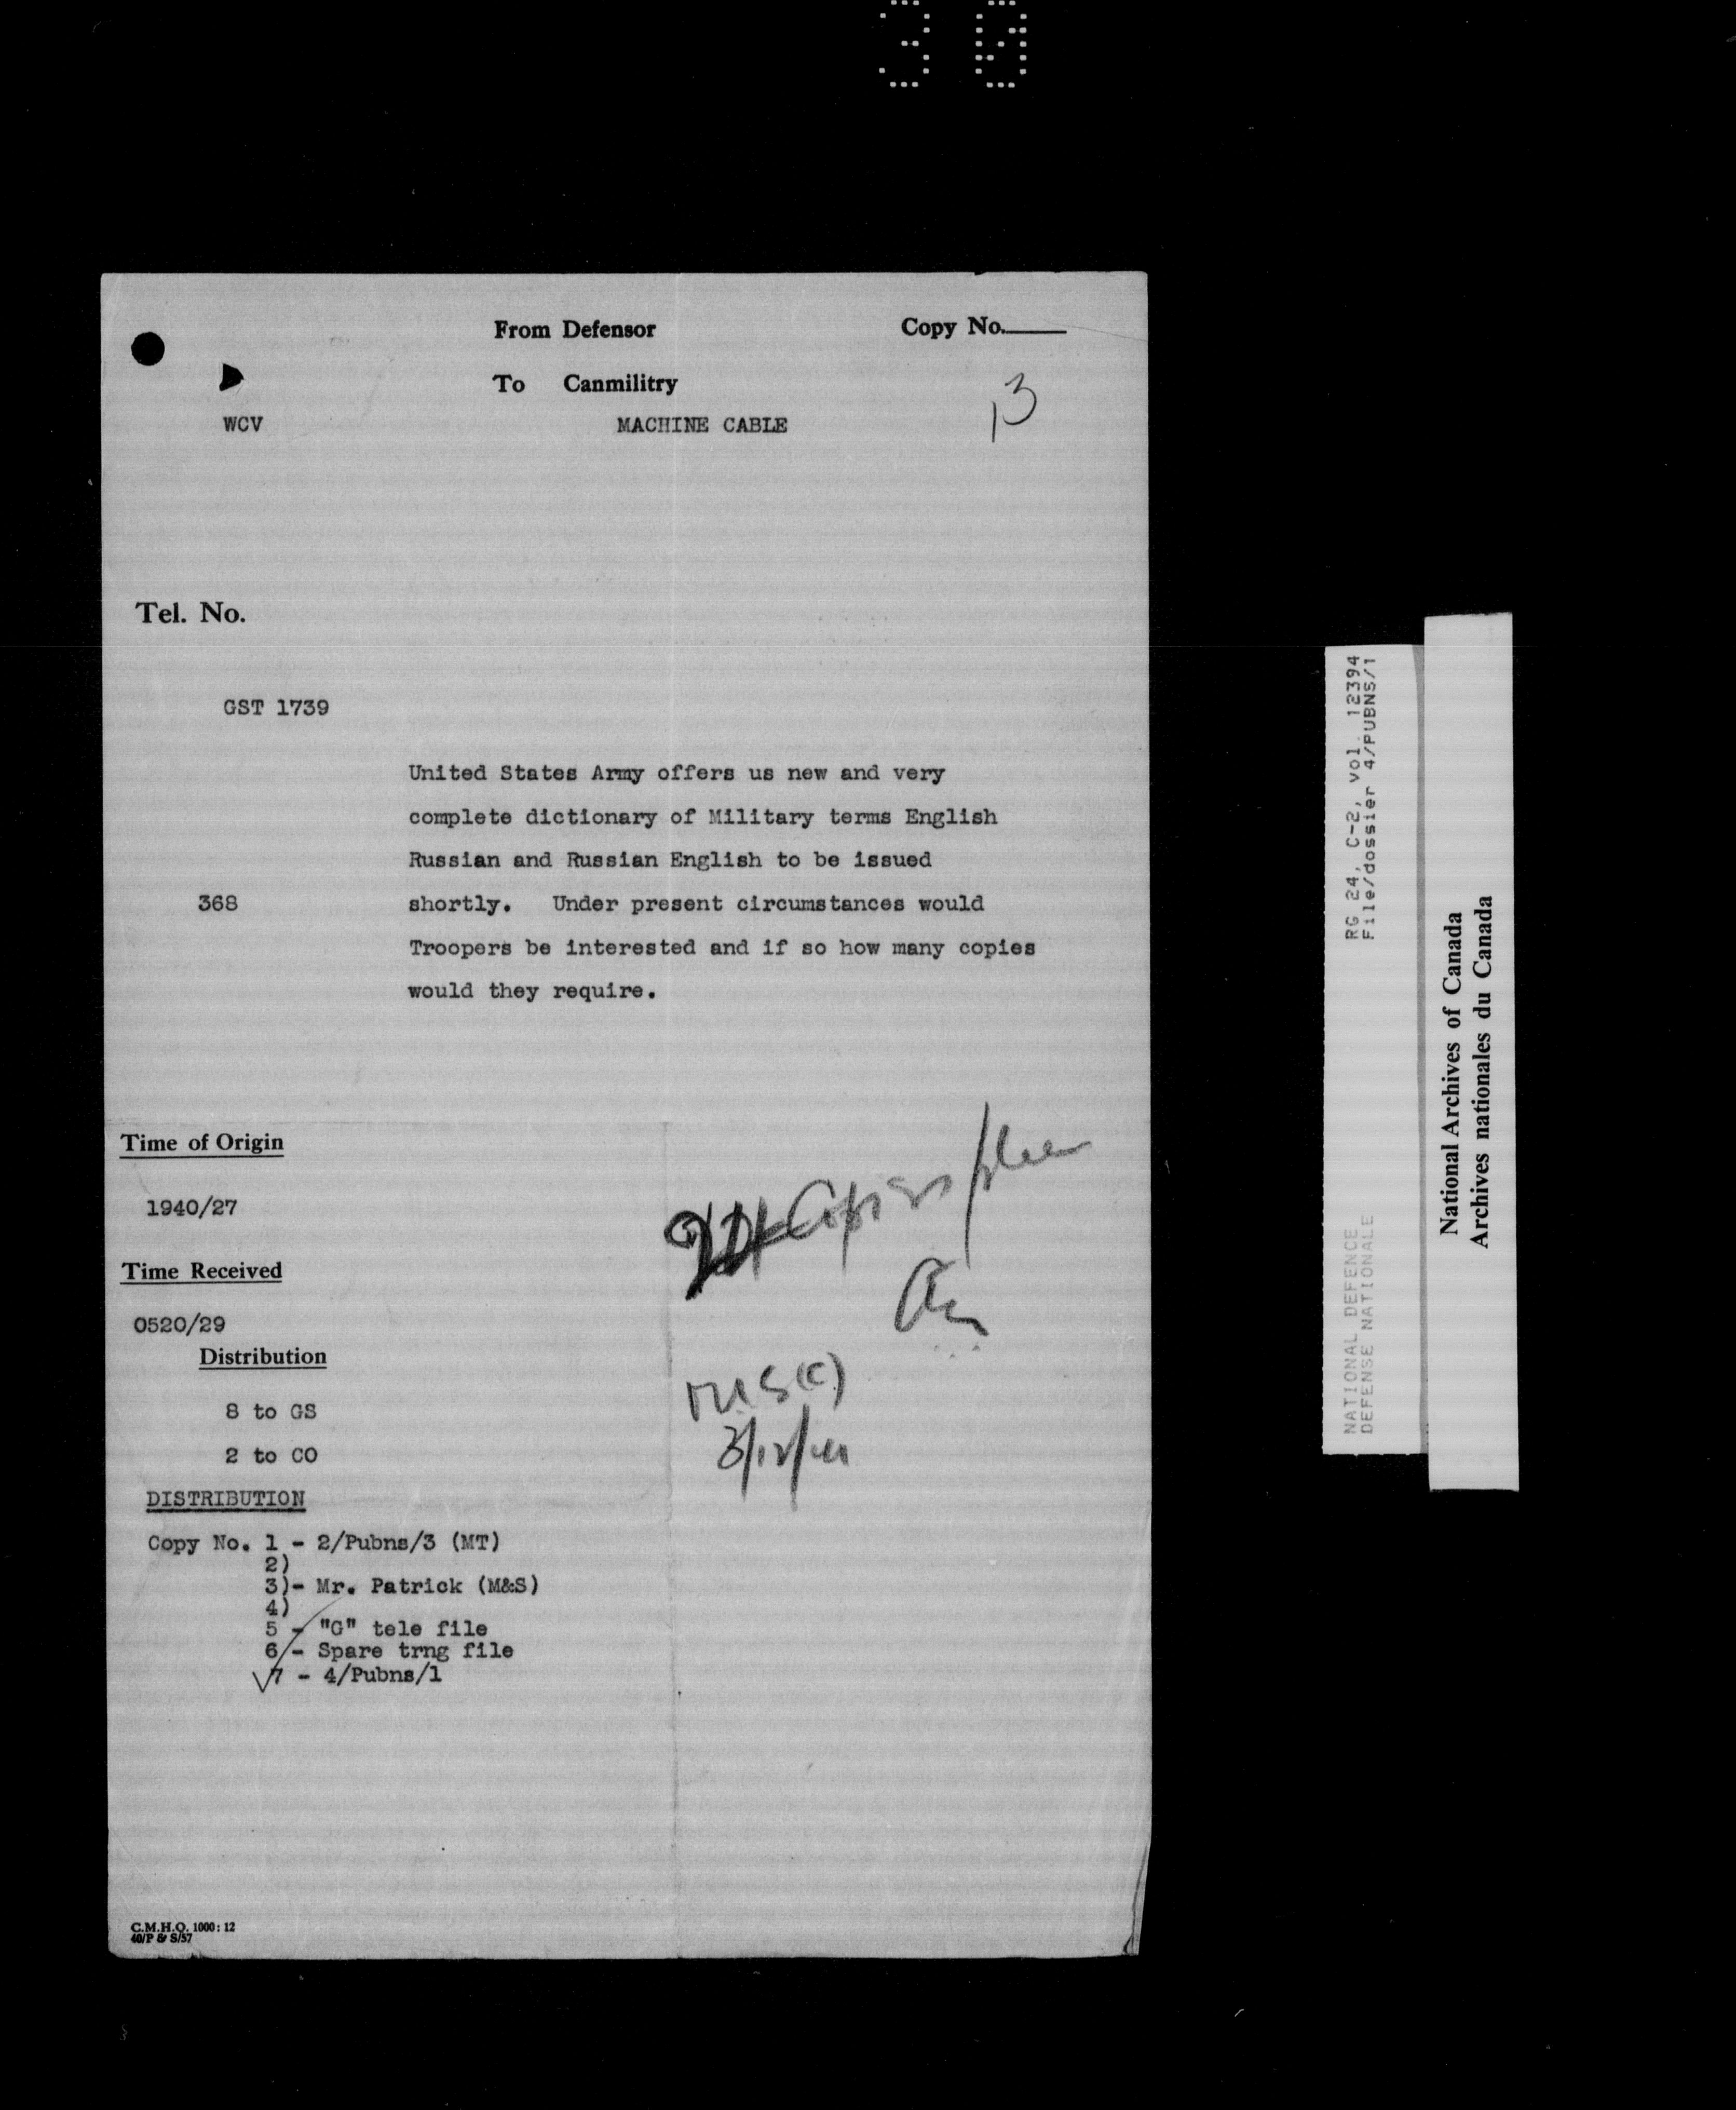 30
From Defensor
Copy No.
To Canmilitry
13
WCV
MACHINE CABLE
Tel. No.
GST 1739
United States Army offers us new and very
complete dictionary of Military terms English
Russian and Russian English to be issued
368
shortly. Under present circumstances would
Troopers be interested and if so how many copies
would they require.
Time of Origin
1940/27
Time Received
0520/29
Distribution
8 to GS
2 to CO
DISTRIBUTION
Copy No. 1 - 2/Pubns/3 (MT)
2)
3)- Mr. Patrick (M&S)
4)
5 - "G" tele file
6 - Spare trng file
7 - 4/Pubns/1
Copies please
C.M.H.Q. 1000: 12
40/P & S/57
RG 24, C-2, vol. 12394
File/dossier 4/PUBNS/1
NATIONAL DEFENCE
DEFENSE NATIONALE
National Archives of Canada
Archives nationales du Canada